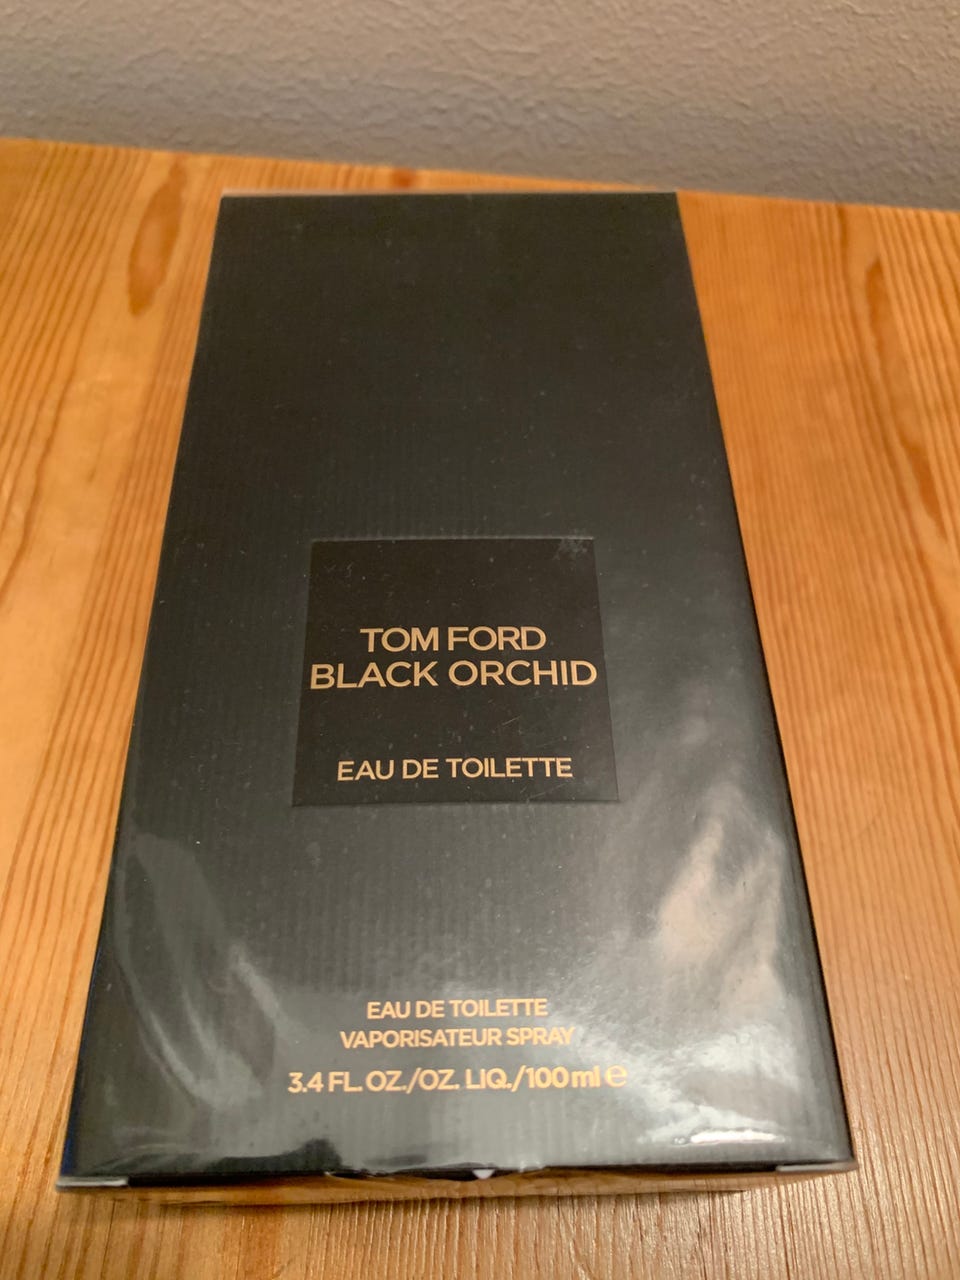 TOM FORD
BLACK ORCHID
EAU DE TOILETTE
EAU DE TOILETTE
VAPORISATEUR SPRAY
3.4 FL. OZ./OZ. LIQ./100 ml ℮